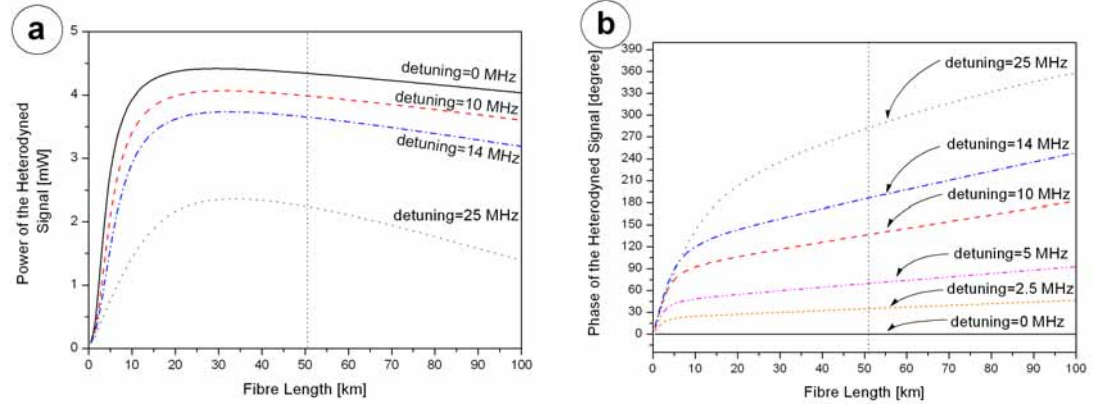 a
Power of the Heterodyned
Signal [mW]
5
4
3
2
1
0
detuning=0 MHz
detuning=10 MHz
detuning=14 MHz
detuning=25 MHz
0 10 20 30 40 50 60 70 80 90 100
Fibre Length [km]
b
Phase of the Heterodyned Signal [degree]
390
360
330
300
270
240
210
180
150
120
90
60
30
0
detuning=25 MHz
detuning=14 MHz
detuning=10 MHz
detuning=5 MHz
detuning=2.5 MHz
detuning=0 MHz
0 10 20 30 40 50 60 70 80 90 100
Fibre Length [km]